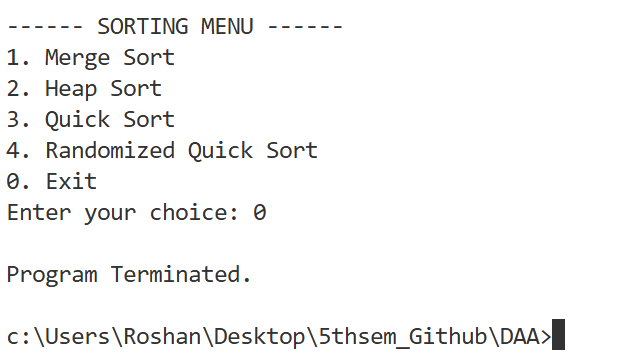 ------ SORTING MENU ------
1. Merge Sort
2. Heap Sort
3. Quick Sort
4. Randomized Quick Sort
0. Exit
Enter your choice: 0
Program Terminated.
c:\Users\Roshan\Desktop\5thsem_Github\DAA>